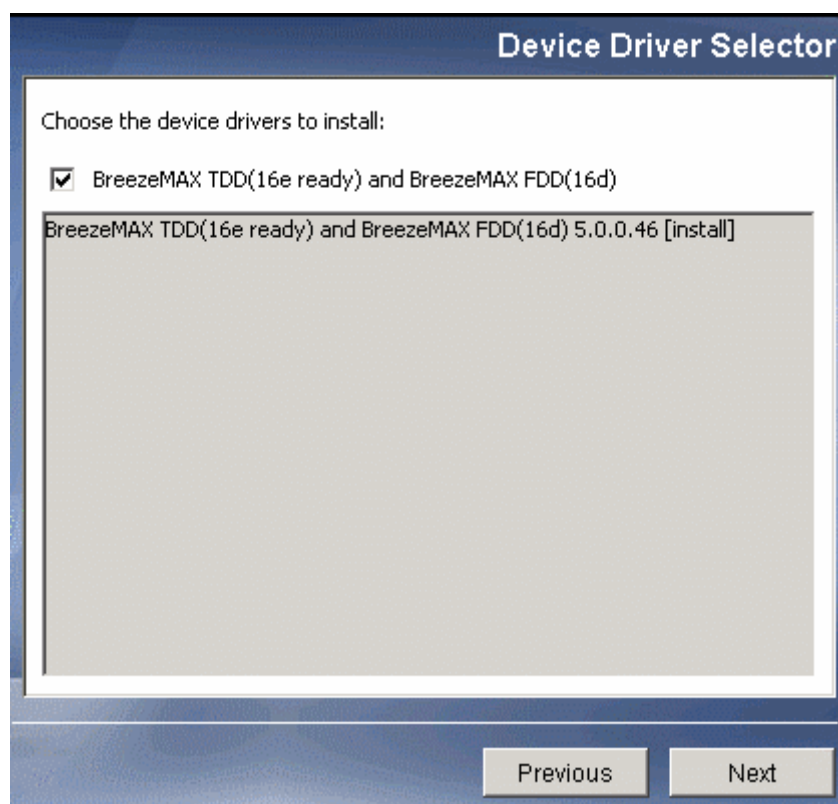 Device Driver Selector
Choose the device drivers to install:
BreezeMAX TDD(16e ready) and BreezeMAX FDD(16d)
BreezeMAX TDD(16e ready) and BreezeMAX FDD(16d) 5.0.0.46 [install]
Previous Next